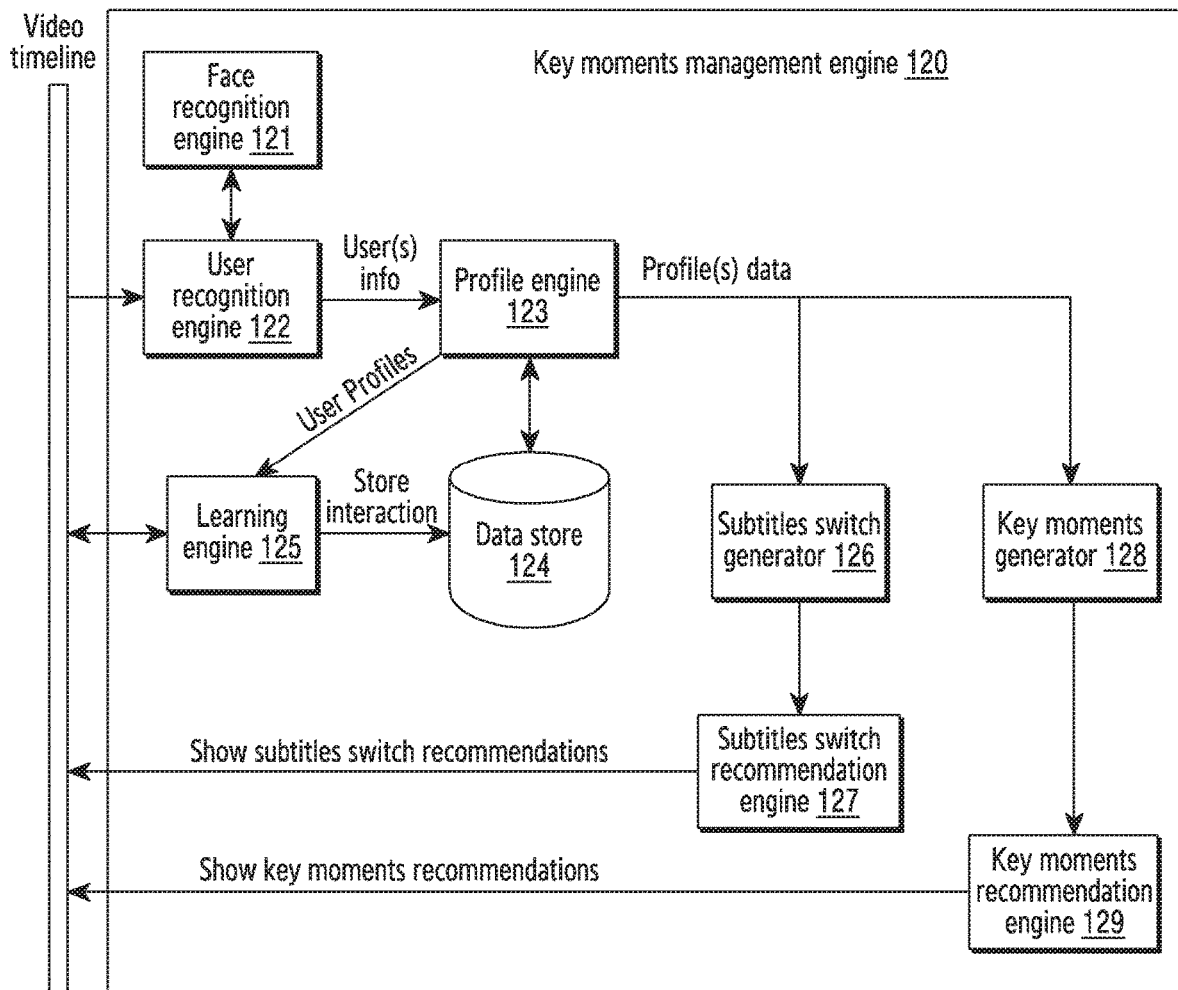 Video
timeline
Key moments management engine 120
Face
recognition
engine 121
User
recognition
engine 122
User(s)
info
Profile engine
123
Profile(s) data
User Profiles
Learning
engine 125
Store
interaction
Data store
124
Subtitles switch
generator 126
Key moments
generator 128
Show subtitles switch recommendations
Subtitles switch
recommendation
engine 127
Show key moments recommendations
Key moments
recommendation
engine 129